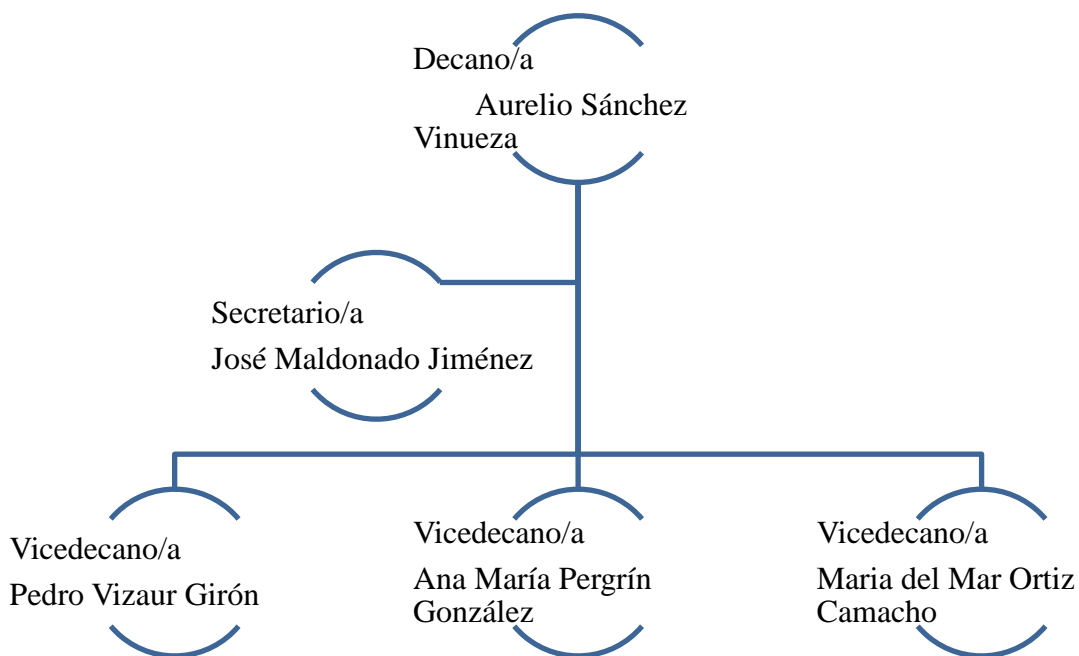 Decano/a
Aurelio Sánchez
Vinueza
Secretario/a
José Maldonado Jiménez
Vicedecano/a
Pedro Vizaur Girón
Vicedecano/a
Ana María Pergrín
González
Vicedecano/a
Maria del Mar Ortiz
Camacho